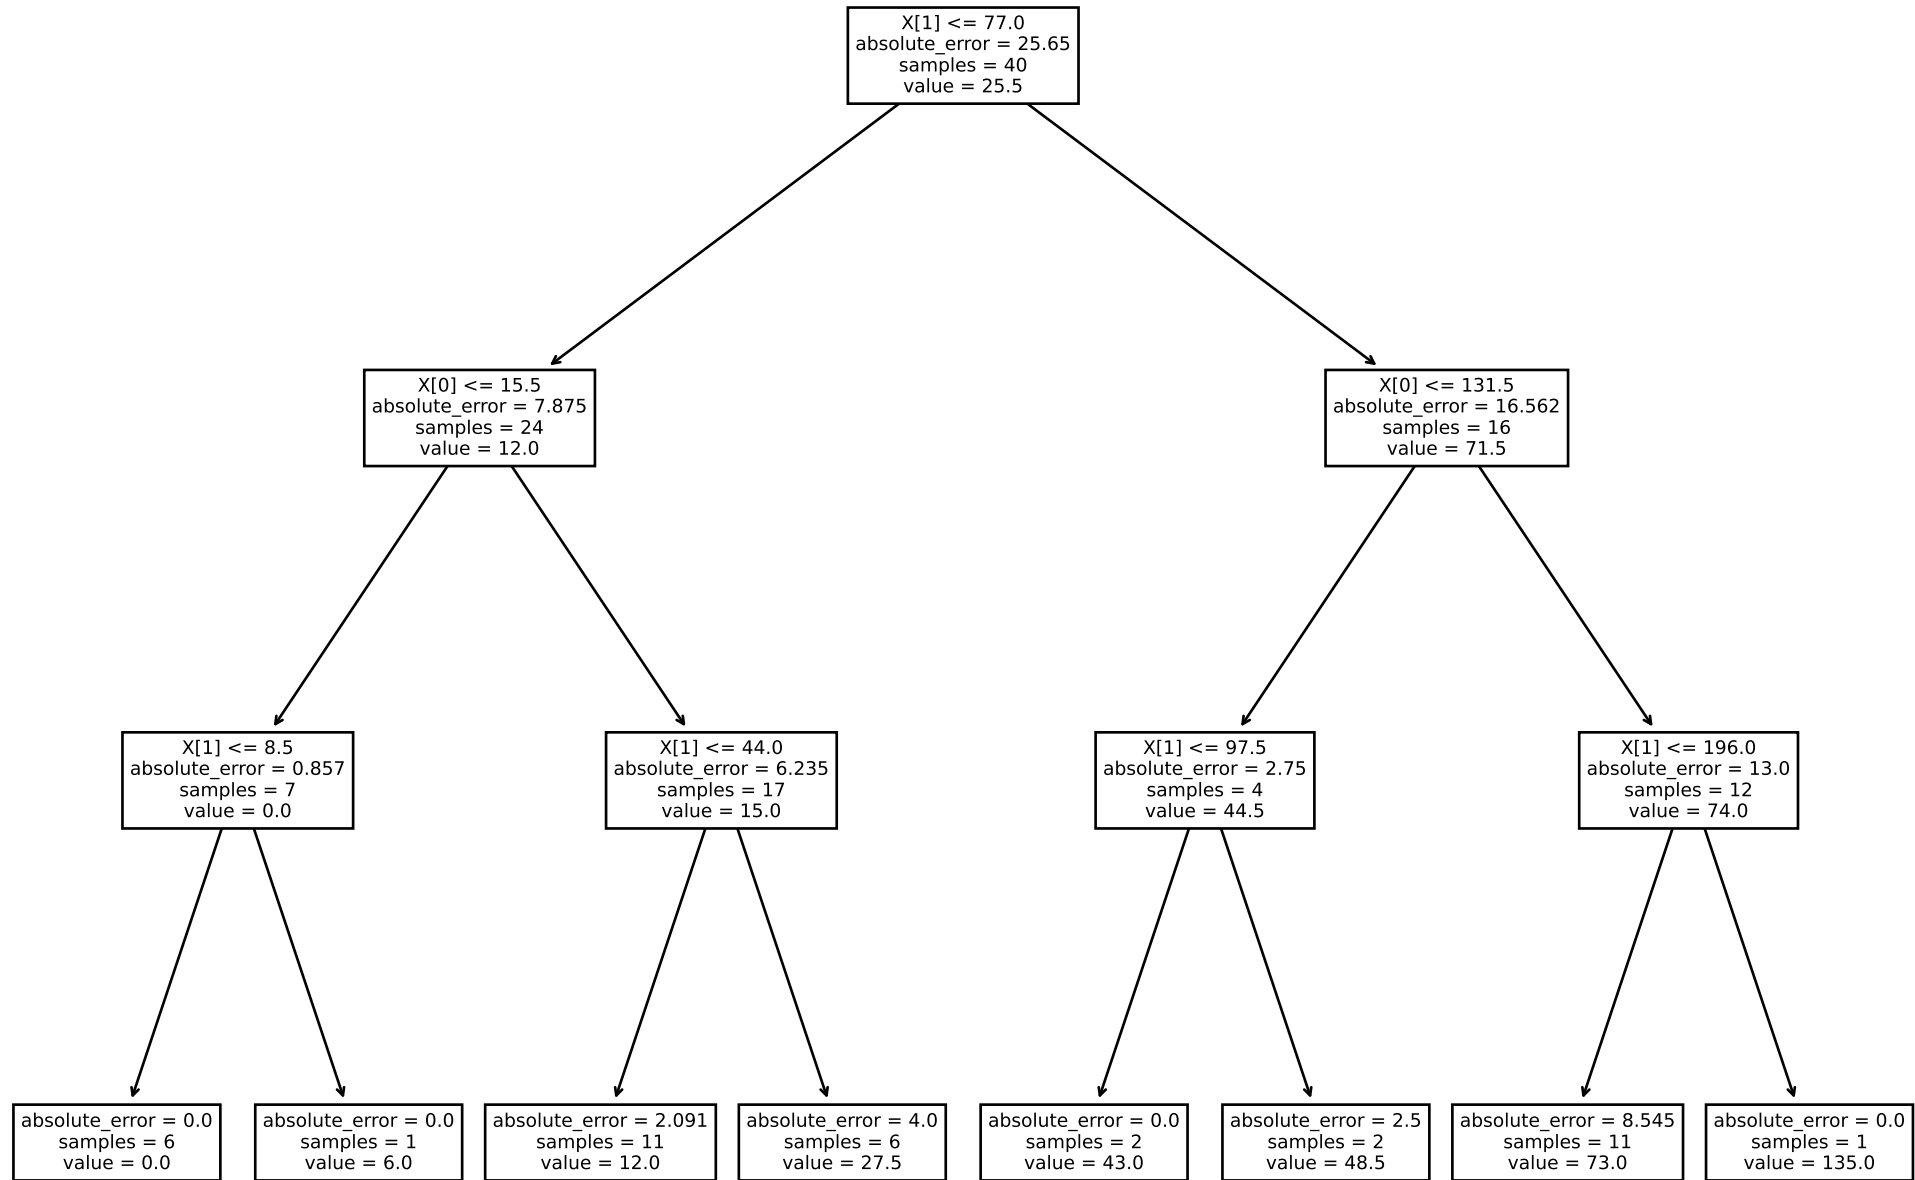 X[1] <= 77.0
absolute_error = 25.65
samples = 40
value = 25.5
X[0] <= 15.5
absolute_error = 7.875
samples = 24
value = 12.0
X[0] <= 131.5
absolute_error = 16.562
samples = 16
value = 71.5
X[1] <= 8.5
absolute_error = 0.857
samples = 7
value = 0.0
X[1] <= 44.0
absolute_error = 6.235
samples = 17
value = 15.0
X[1] <= 97.5
absolute_error = 2.75
samples = 4
value = 44.5
X[1] <= 196.0
absolute_error = 13.0
samples = 12
value = 74.0
absolute_error = 0.0
samples = 6
value = 0.0
absolute_error = 0.0
samples = 1
value = 6.0
absolute_error = 2.091
samples = 11
value = 12.0
absolute_error = 4.0
samples = 6
value = 27.5
absolute_error = 0.0
samples = 2
value = 43.0
absolute_error = 2.5
samples = 2
value = 48.5
absolute_error = 8.545
samples = 11
value = 73.0
absolute_error = 0.0
samples = 1
value = 135.0